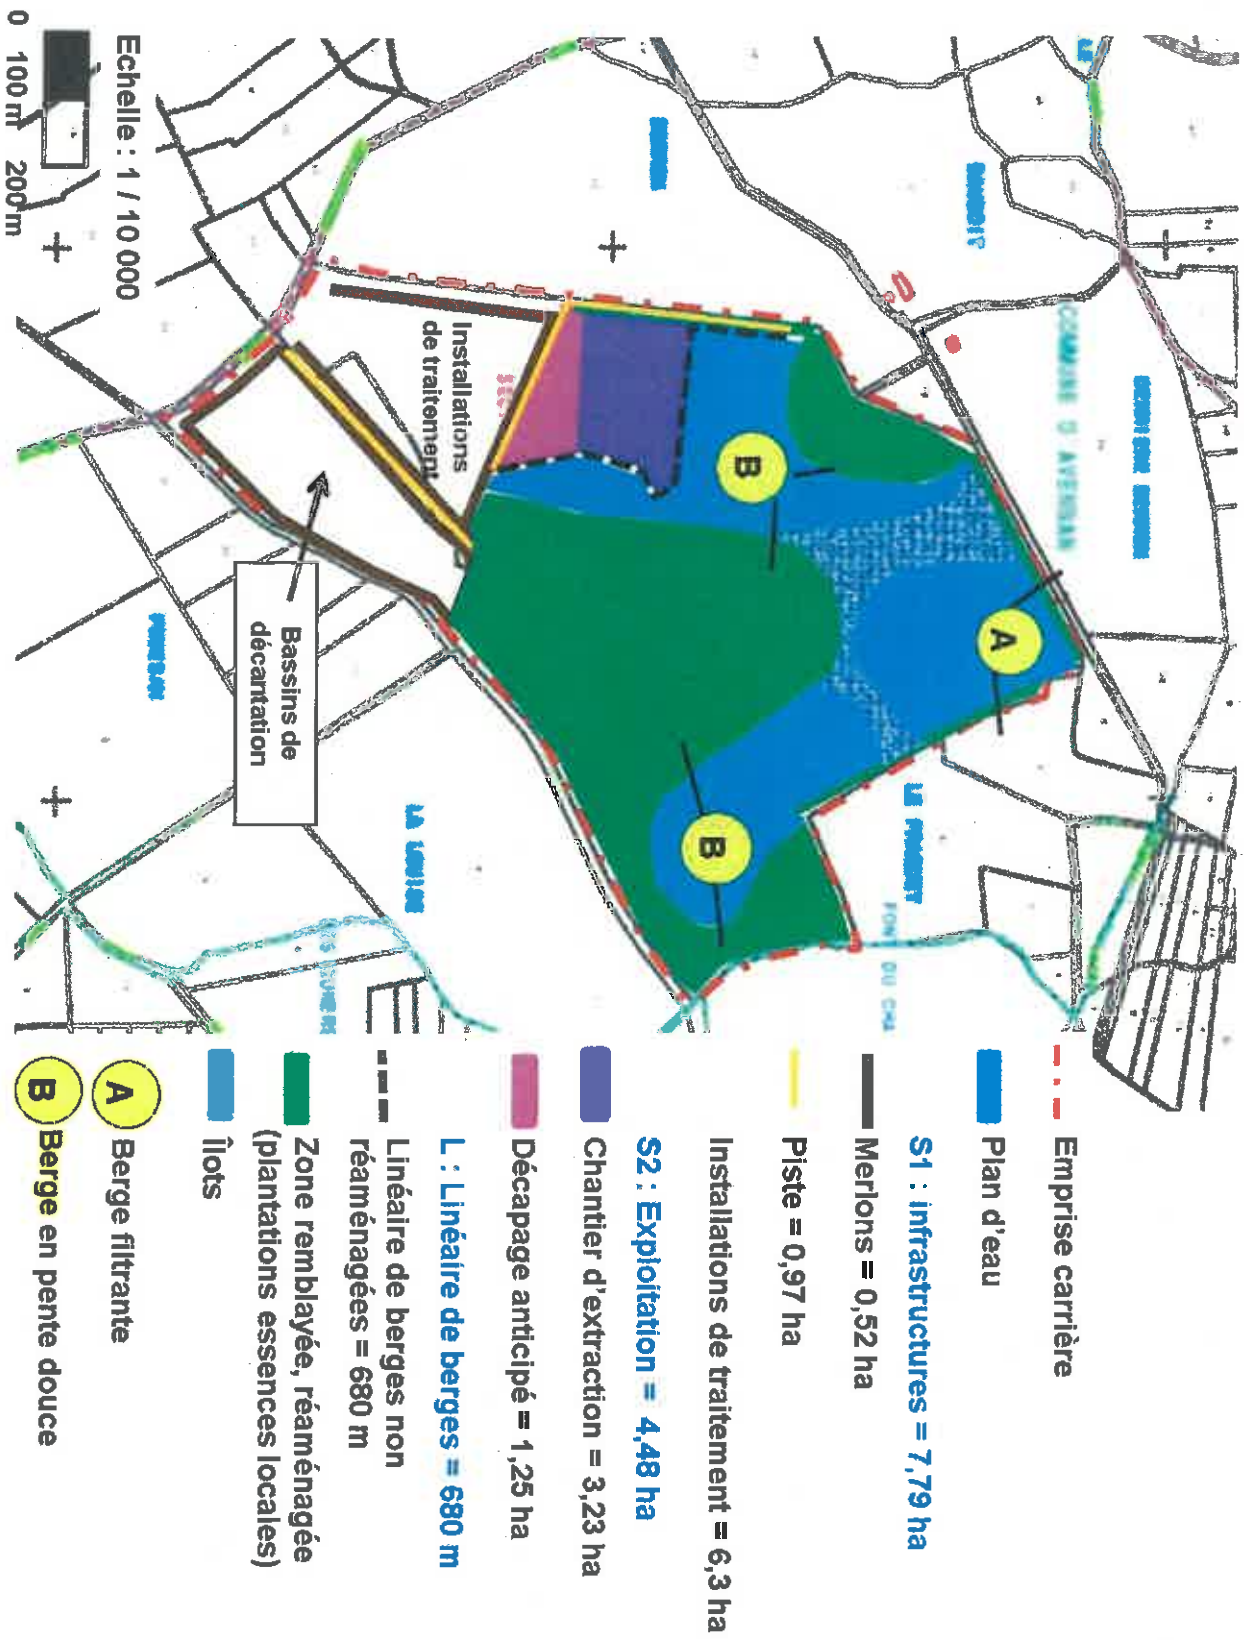 Emprise carrière
Plan d'eau
S1 : infrastructures = 7,79 ha
Merlons = 0,52 ha
Piste = 0,97 ha
Installations de traitement = 6,3 ha
S2 : Exploitation = 4,48 ha
Chantier d'extraction = 3,23 ha
Décapage anticipé = 1,25 ha
L : Linéaire de berges = 680 m
Linéaire de berges non
réaménagées = 680 m
Zone remblayée, réaménagée
(plantations essences locales)
Îlots
A Berge filtrante
B Berge en pente douce
COMMUNE D'AVENSAN
A
B
B
Installations
de traitement
Bassins de
décantation
Echelle : 1 / 10 000
0 100 m 200 m